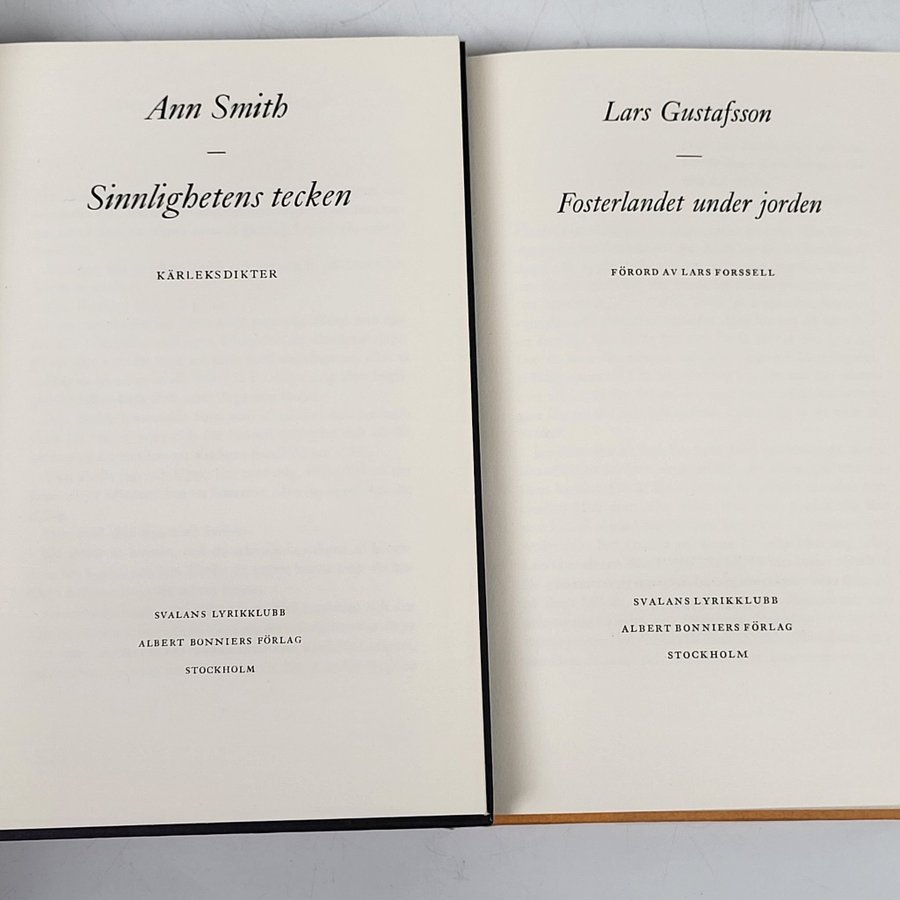 Ann Smith
Sinnlighetens tecken
KÄRLEKSDIKTER
SVALANS LYRIKKLUBB
ALBERT BONNIERS FÖRLAG
STOCKHOLM
Lars Gustafsson
Fosterlandet under jorden
FÖRORD AV LARS FORSSELL
SVALANS LYRIKKLUBB
ALBERT BONNIERS FÖRLAG
STOCKHOLM